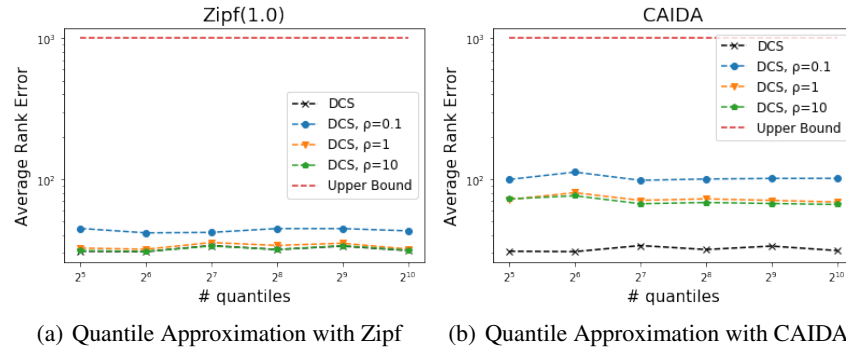 Zipf(1.0)
Average Rank Error
10³
10²
DCS
DCS, ρ=0.1
DCS, ρ=1
DCS, ρ=10
Upper Bound
2⁵ 2⁶ 2⁷ 2⁸ 2⁹ 2¹⁰
# quantiles
(a) Quantile Approximation with Zipf
CAIDA
Average Rank Error
10³
10²
DCS
DCS, ρ=0.1
DCS, ρ=1
DCS, ρ=10
Upper Bound
2⁵ 2⁶ 2⁷ 2⁸ 2⁹ 2¹⁰
# quantiles
(b) Quantile Approximation with CAIDA